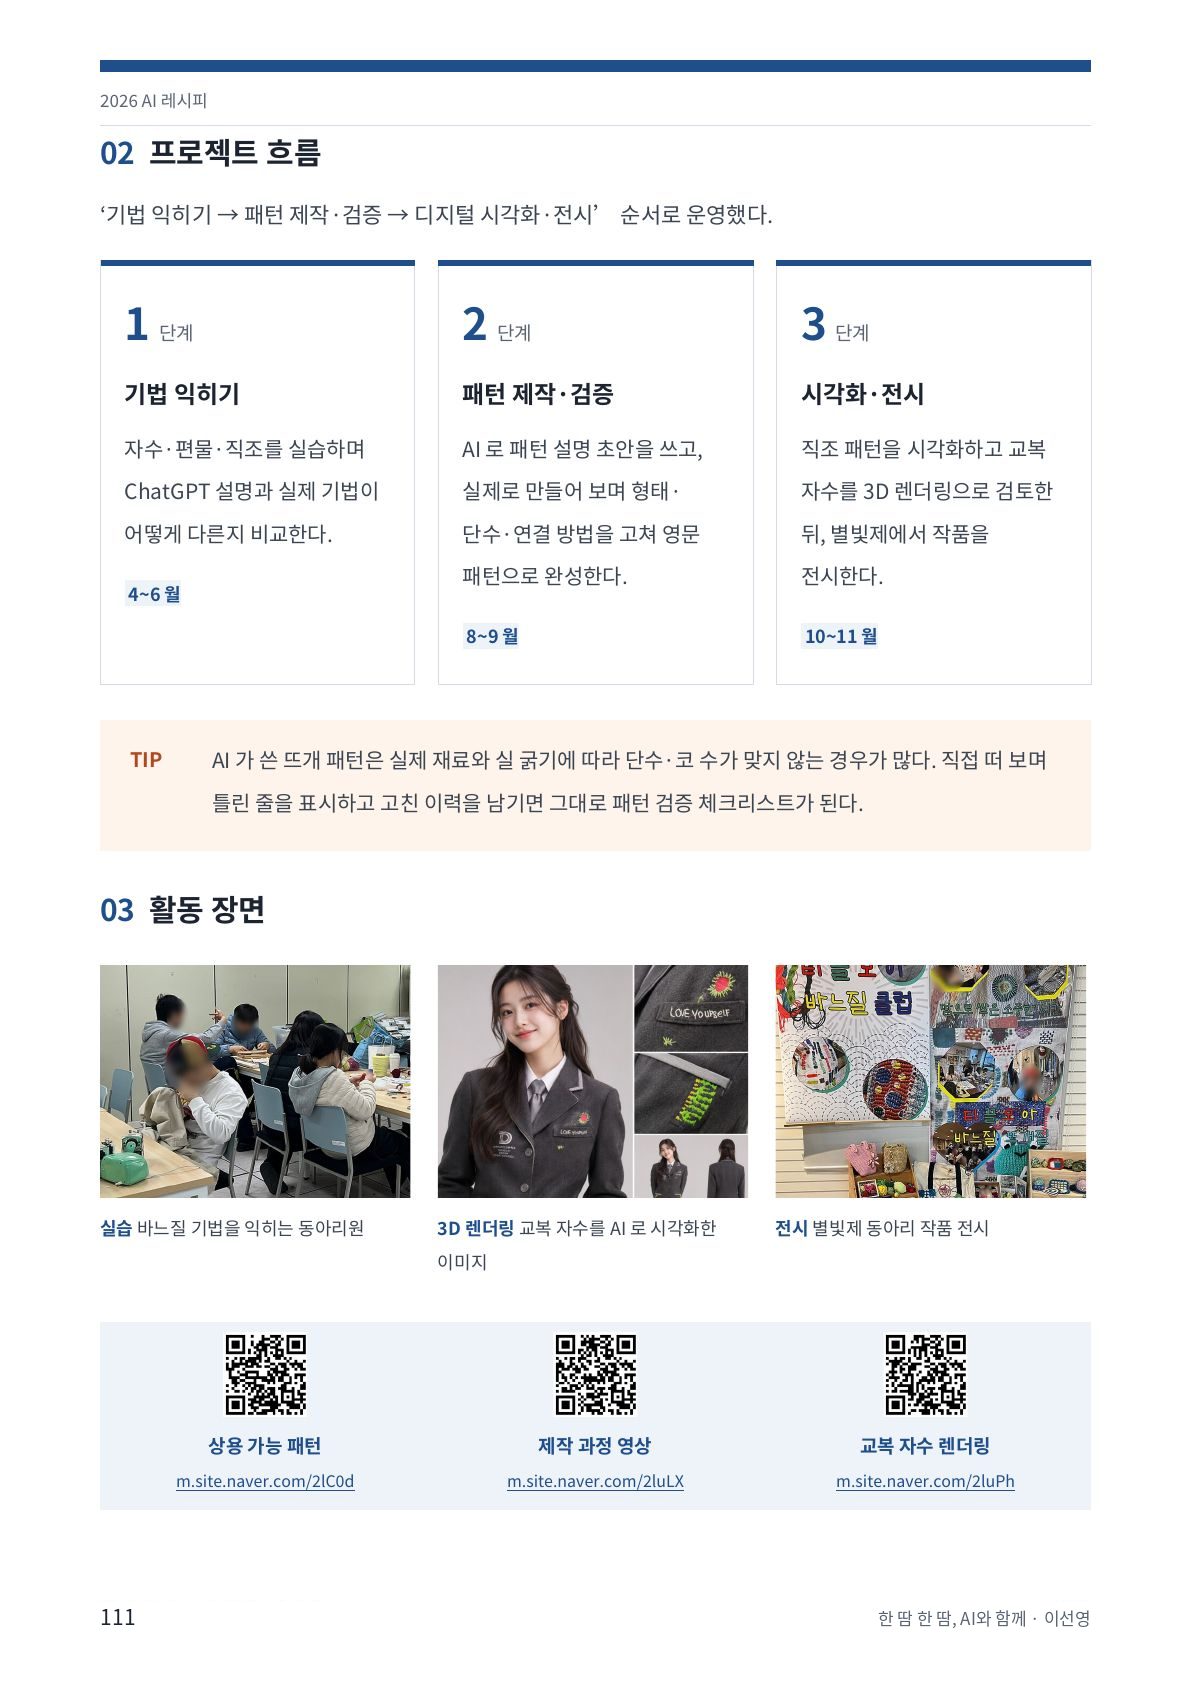 2026 AI 레시피
02 프로젝트 흐름
‘기법 익히기 → 패턴 제작·검증 → 디지털 시각화·전시’ 순서로 운영했다.
1 단계
기법 익히기
자수·편물·직조를 실습하며
ChatGPT 설명과 실제 기법이
어떻게 다른지 비교한다.
4~6 월
2 단계
패턴 제작·검증
AI 로 패턴 설명 초안을 쓰고,
실제로 만들어 보며 형태·
단수·연결 방법을 고쳐 영문
패턴으로 완성한다.
8~9 월
3 단계
시각화·전시
직조 패턴을 시각화하고 교복
자수를 3D 렌더링으로 검토한
뒤, 별빛제에서 작품을
전시한다.
10~11 월
TIP
AI 가 쓴 뜨개 패턴은 실제 재료와 실 굵기에 따라 단수·코 수가 맞지 않는 경우가 많다. 직접 떠 보며
틀린 줄을 표시하고 고친 이력을 남기면 그대로 패턴 검증 체크리스트가 된다.
03 활동 장면
LOVE YOURSELF
바느질 클럽
바느질
실습 바느질 기법을 익히는 동아리원
3D 렌더링 교복 자수를 AI 로 시각화한
이미지
전시 별빛제 동아리 작품 전시
상용 가능 패턴
m.site.naver.com/2lC0d
제작 과정 영상
m.site.naver.com/2luLX
교복 자수 렌더링
m.site.naver.com/2luPh
111
한 땀 한 땀, AI와 함께 · 이선영